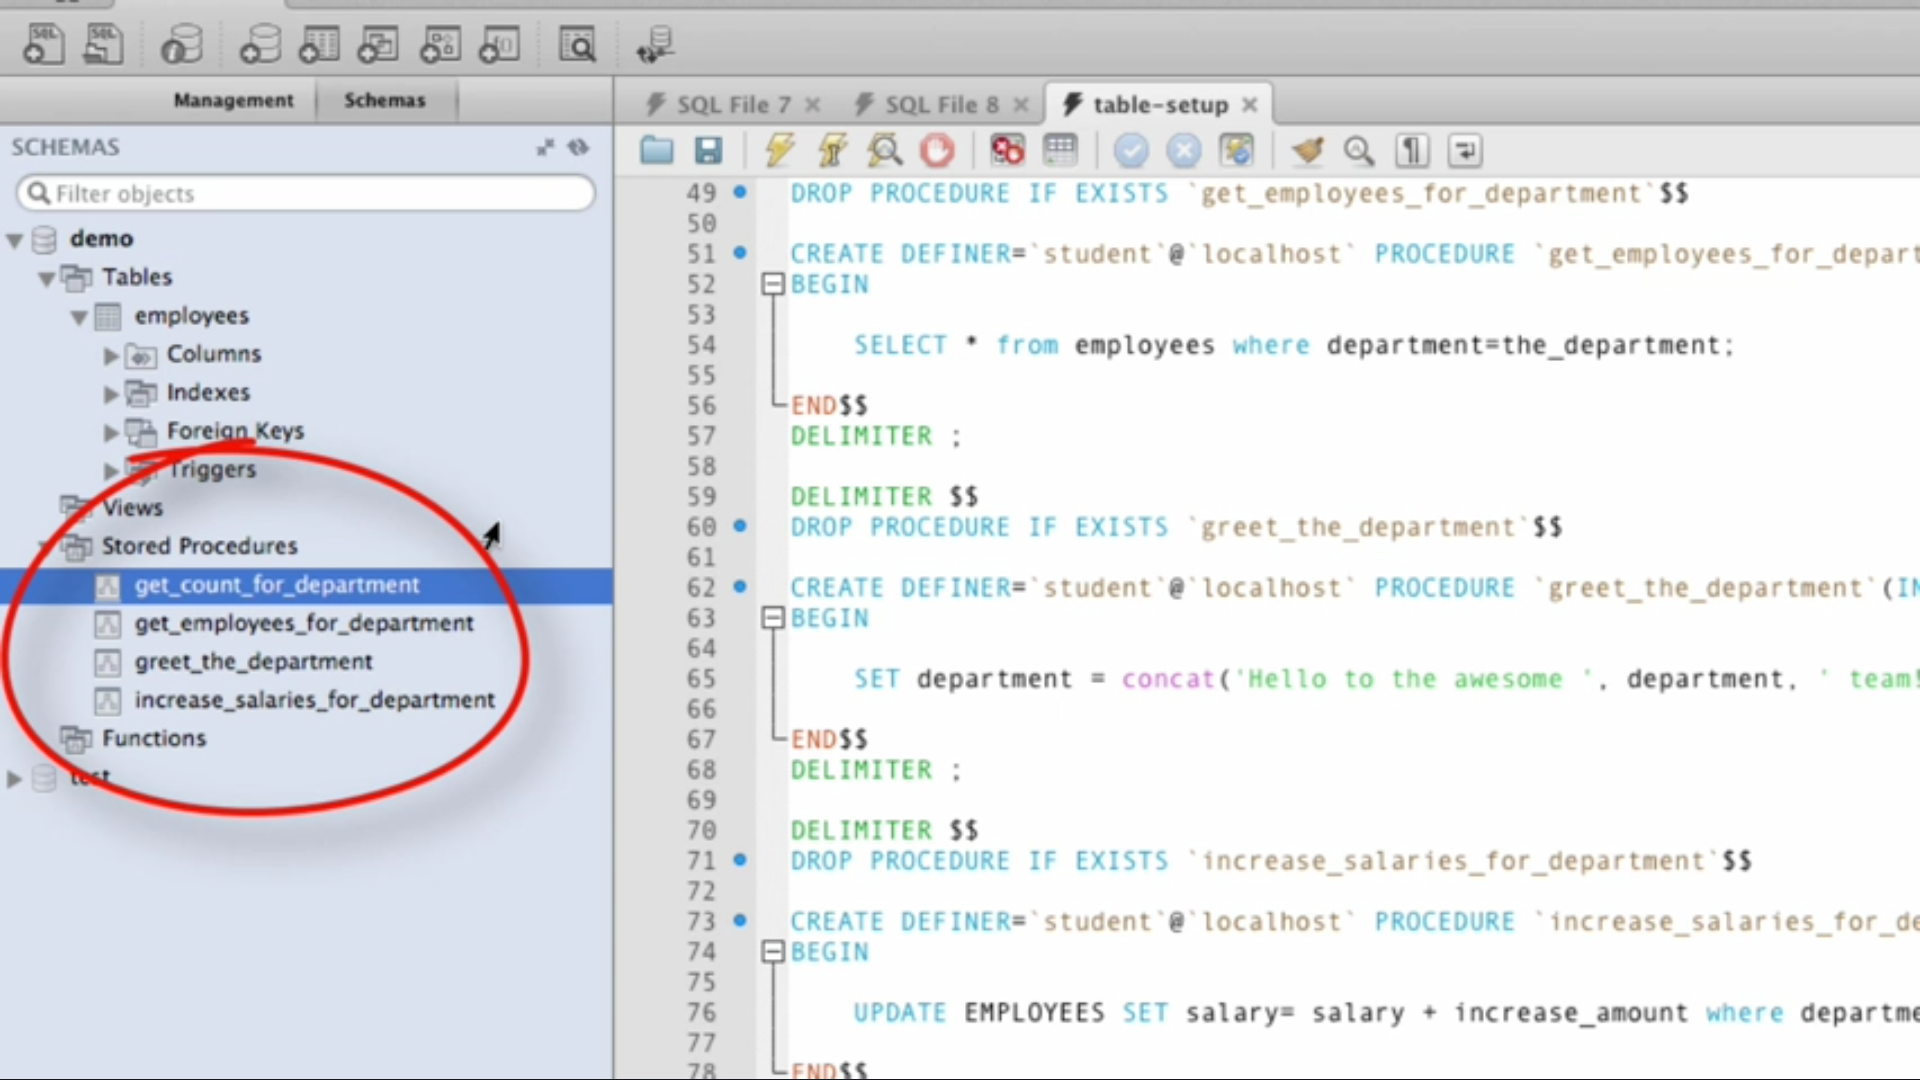 Management
Schemas
SCHEMAS
Filter objects
demo
Tables
employees
Columns
Indexes
Foreign Keys
Triggers
Views
Stored Procedures
get_count_for_department
get_employees_for_department
greet_the_department
increase_salaries_for_department
Functions
test
SQL File 7
SQL File 8
table-setup
49 DROP PROCEDURE IF EXISTS `get_employees_for_department`$$
50
51 CREATE DEFINER=`student`@`localhost` PROCEDURE `get_employees_for_depart
52 BEGIN
53
54 SELECT * from employees where department=the_department;
55
56 END$$
57 DELIMITER ;
58
59 DELIMITER $$
60 DROP PROCEDURE IF EXISTS `greet_the_department`$$
61
62 CREATE DEFINER=`student`@`localhost` PROCEDURE `greet_the_department`(IN
63 BEGIN
64
65 SET department = concat('Hello to the awesome ', department, ' team!
66
67 END$$
68 DELIMITER ;
69
70 DELIMITER $$
71 DROP PROCEDURE IF EXISTS `increase_salaries_for_department`$$
72
73 CREATE DEFINER=`student`@`localhost` PROCEDURE `increase_salaries_for_de
74 BEGIN
75
76 UPDATE EMPLOYEES SET salary= salary + increase_amount where departme
77
78 END$$